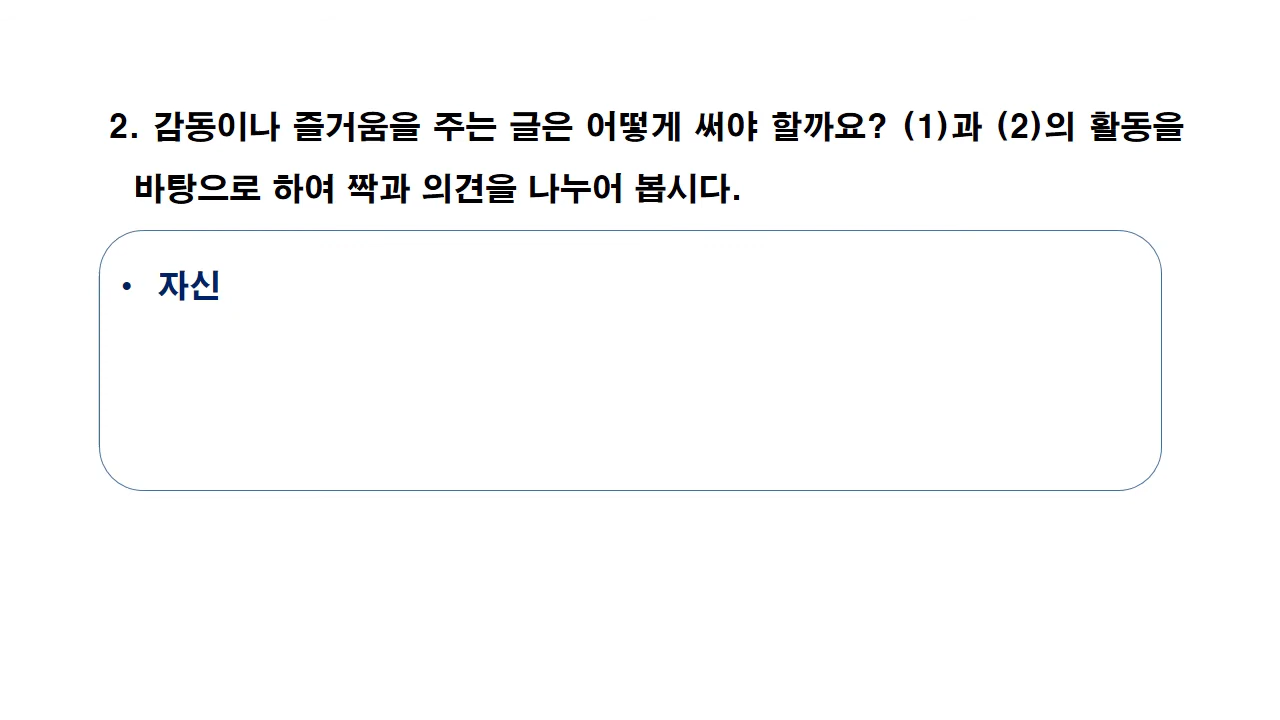 2. 감동이나 즐거움을 주는 글은 어떻게 써야 할까요? (1)과 (2)의 활동을
바탕으로 하여 짝과 의견을 나누어 봅시다.
• 자신